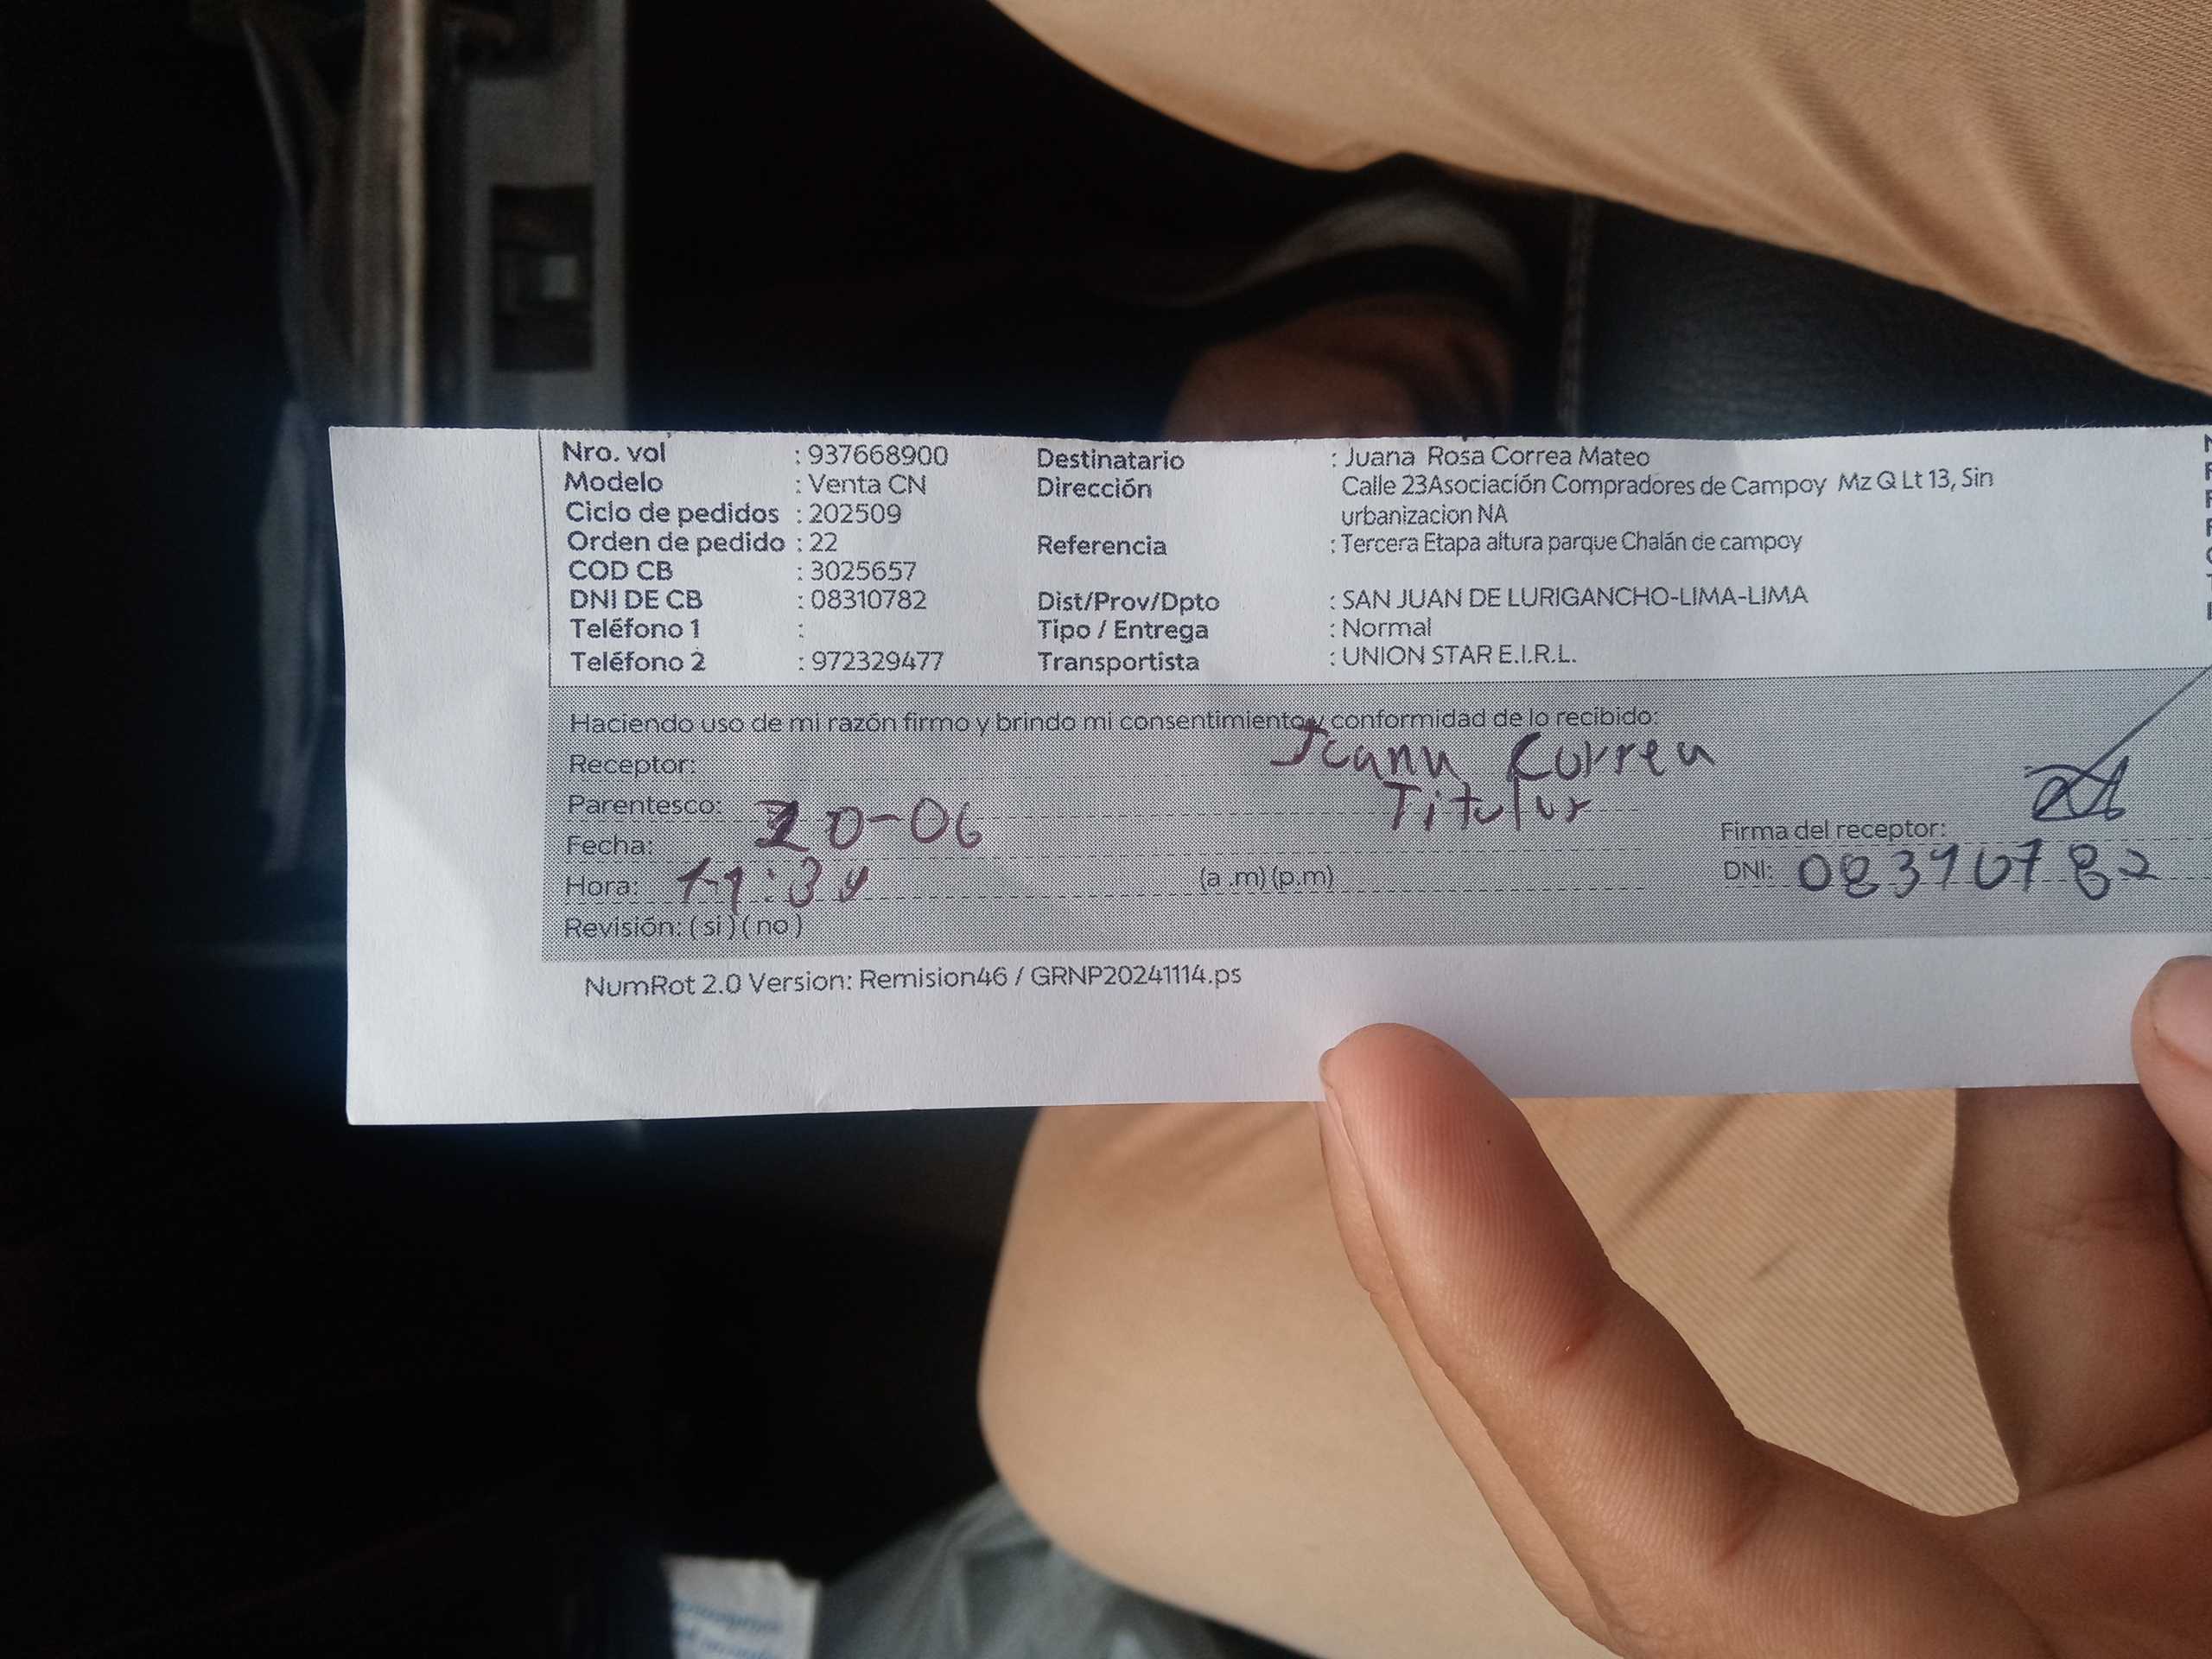 Nro. vol : 937668900 Destinatario : Juana Rosa Correa Mateo
Modelo : Venta CN Dirección Calle 23Asociación Compradores de Campoy Mz Q Lt 13, Sin
Ciclo de pedidos : 202509 urbanizacion NA
Orden de pedido : 22 Referencia : Tercera Etapa altura parque Chalán de campoy
COD CB : 3025657
DNI DE CB : 08310782 Dist/Prov/Dpto : SAN JUAN DE LURIGANCHO-LIMA-LIMA
Teléfono 1 : Tipo / Entrega : Normal
Teléfono 2 : 972329477 Transportista : UNION STAR E.I.R.L.
Haciendo uso de mi razón firmo y brindo mi consentimiento y conformidad de lo recibido:
Receptor: Juana Correa
Parentesco: Titular
Fecha: 20-06 Firma del receptor:
Hora: (a .m) (p.m) DNI: 08310782
Revisión: ( si ) ( no )
NumRot 2.0 Version: Remision46 / GRNP20241114.ps